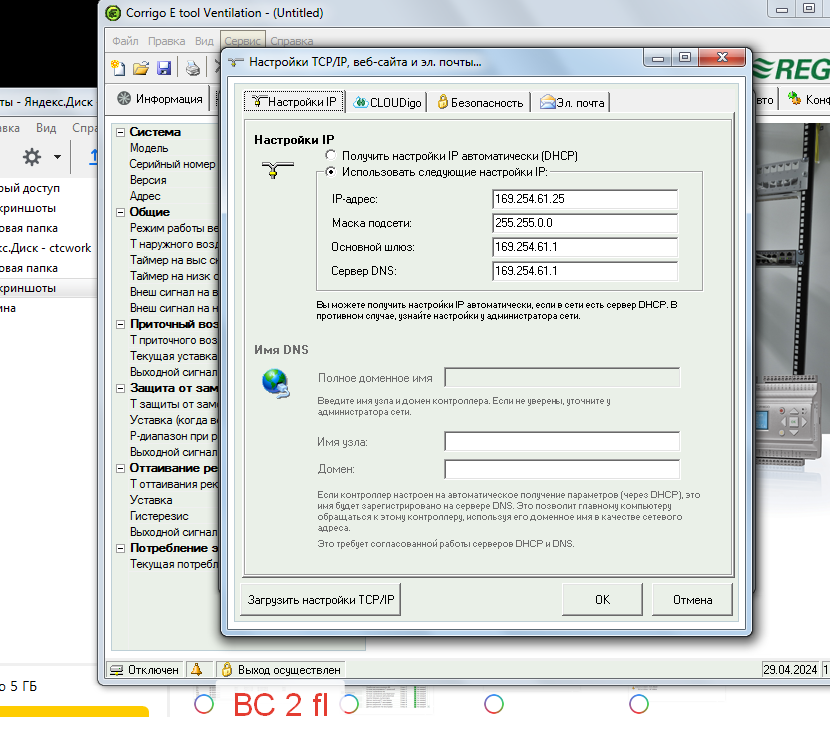 Corrigo E tool Ventilation - (Untitled)
Файл Правка Вид Сервис Справка
Настройки TCP/IP, веб-сайта и эл. почты...
REG
ты - Яндекс.Диск
Информация
Настройки IP
CLOUDigo
Безопасность
Эл. почта
Вид
Система
Модель
Серийный номер
Версия
Адрес
Общие
Режим работы ве
Т наружного возд
Таймер на выс ск
Таймер на низк с
Внеш сигнал на в
Внеш сигнал на н
Приточный воз
Т приточного возд
Текущая уставка
Выходной сигнал
Защита от зам
Т защиты от заме
Уставка (когда ве
Р-диапазон при р
Выходной сигнал
Оттаивание ре
Т оттаивания рек
Уставка
Гистерезис
Выходной сигнал
Потребление э
Текущая потребл
рый доступ
криншоты
овая папка
кс.Диск - ctcwork
овая папка
криншоты
ина
Настройки IP
Получить настройки IP автоматически (DHCP)
Использовать следующие настройки IP:
IP-адрес: 169.254.61.25
Маска подсети: 255.255.0.0
Основной шлюз: 169.254.61.1
Сервер DNS: 169.254.61.1
Вы можете получить настройки IP автоматически, если в сети есть сервер DHCP. В
противном случае, узнайте настройки у администратора сети.
Имя DNS
Полное доменное имя
Введите имя узла и домен контроллера. Если не уверены, уточните у
администратора сети.
Имя узла:
Домен:
Если контроллер настроен на автоматическое получение параметров (через DHCP), это
имя будет зарегистрировано на сервере DNS. Это позволит главному компьютеру
обращаться к этому контроллеру, используя его доменное имя в качестве сетевого
адреса.
Это требует согласованной работы серверов DHCP и DNS.
Загрузить настройки TCP/IP
OK
Отмена
Отключен
Выход осуществлен
29.04.2024
о 5 ГБ
BC 2 fl